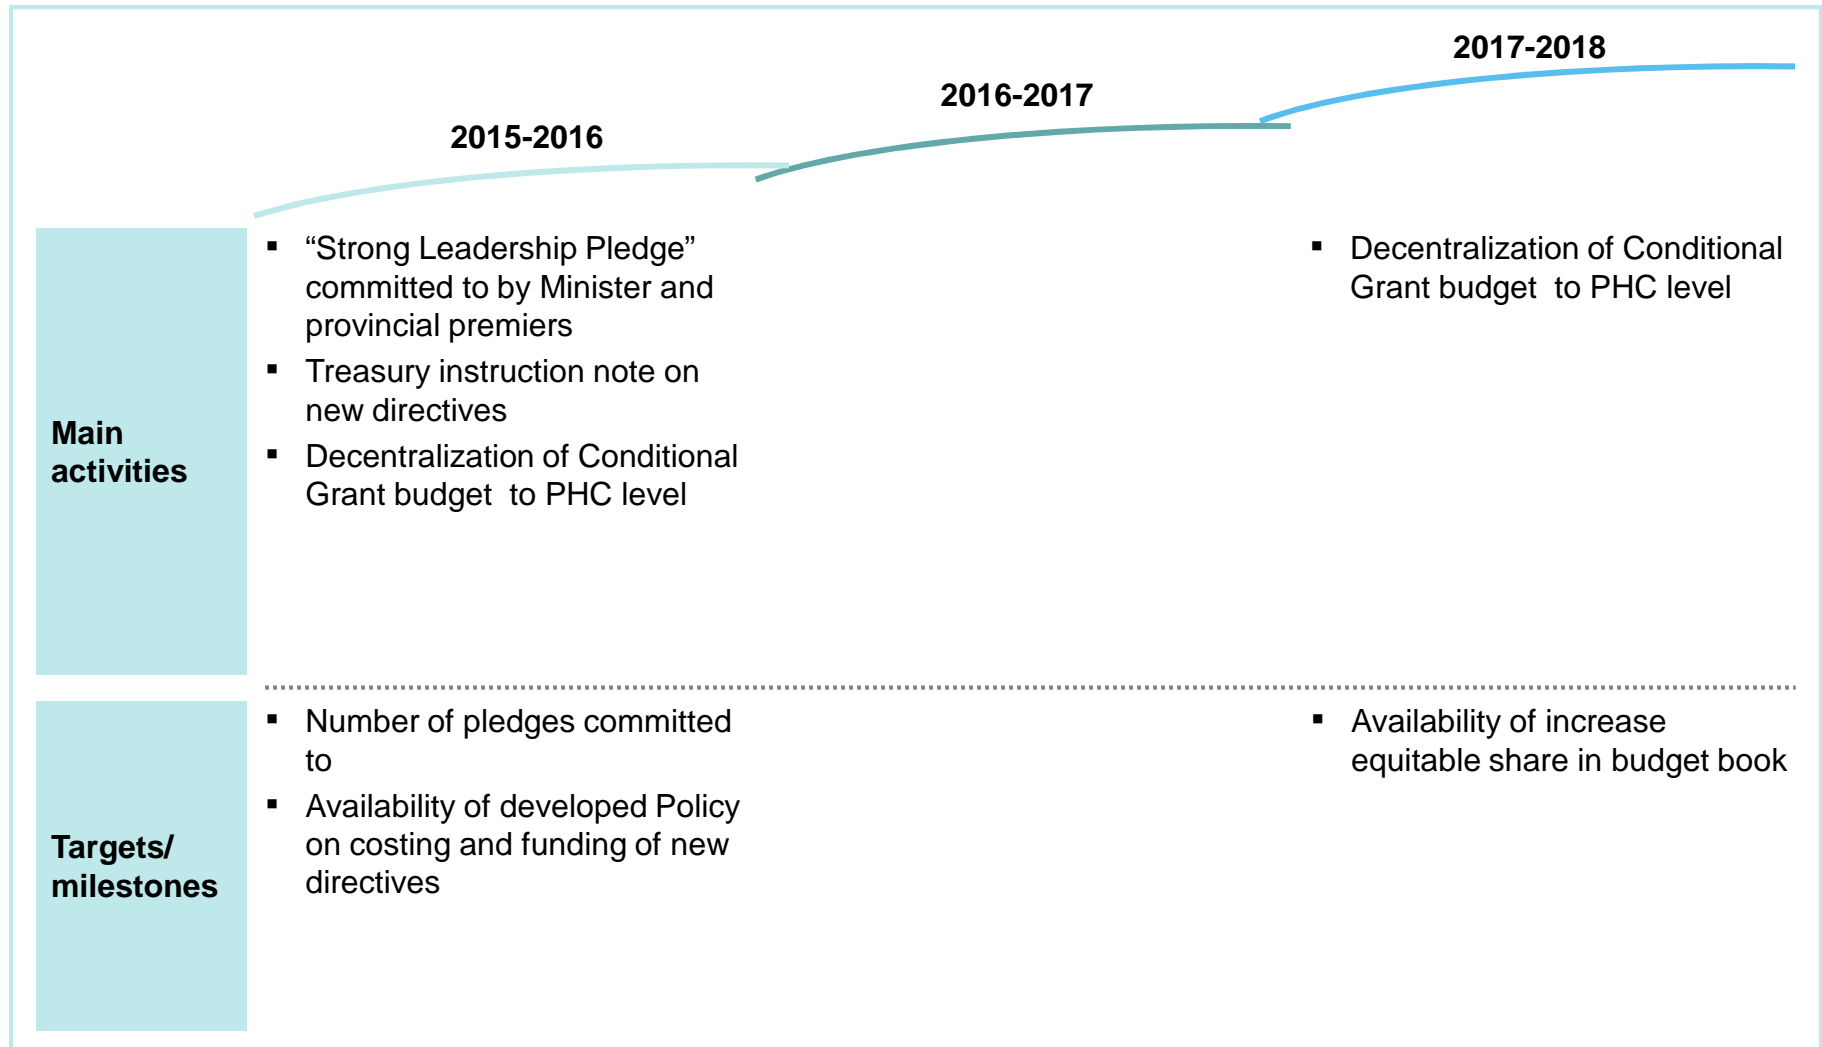 2017-2018
2016-2017
2015-2016
Main
activities
▪ “Strong Leadership Pledge”
committed to by Minister and
provincial premiers
▪ Treasury instruction note on
new directives
▪ Decentralization of Conditional
Grant budget  to PHC level
▪ Decentralization of Conditional
Grant budget  to PHC level
Targets/
milestones
▪ Number of pledges committed
to
▪ Availability of developed Policy
on costing and funding of new
directives
▪ Availability of increase
equitable share in budget book